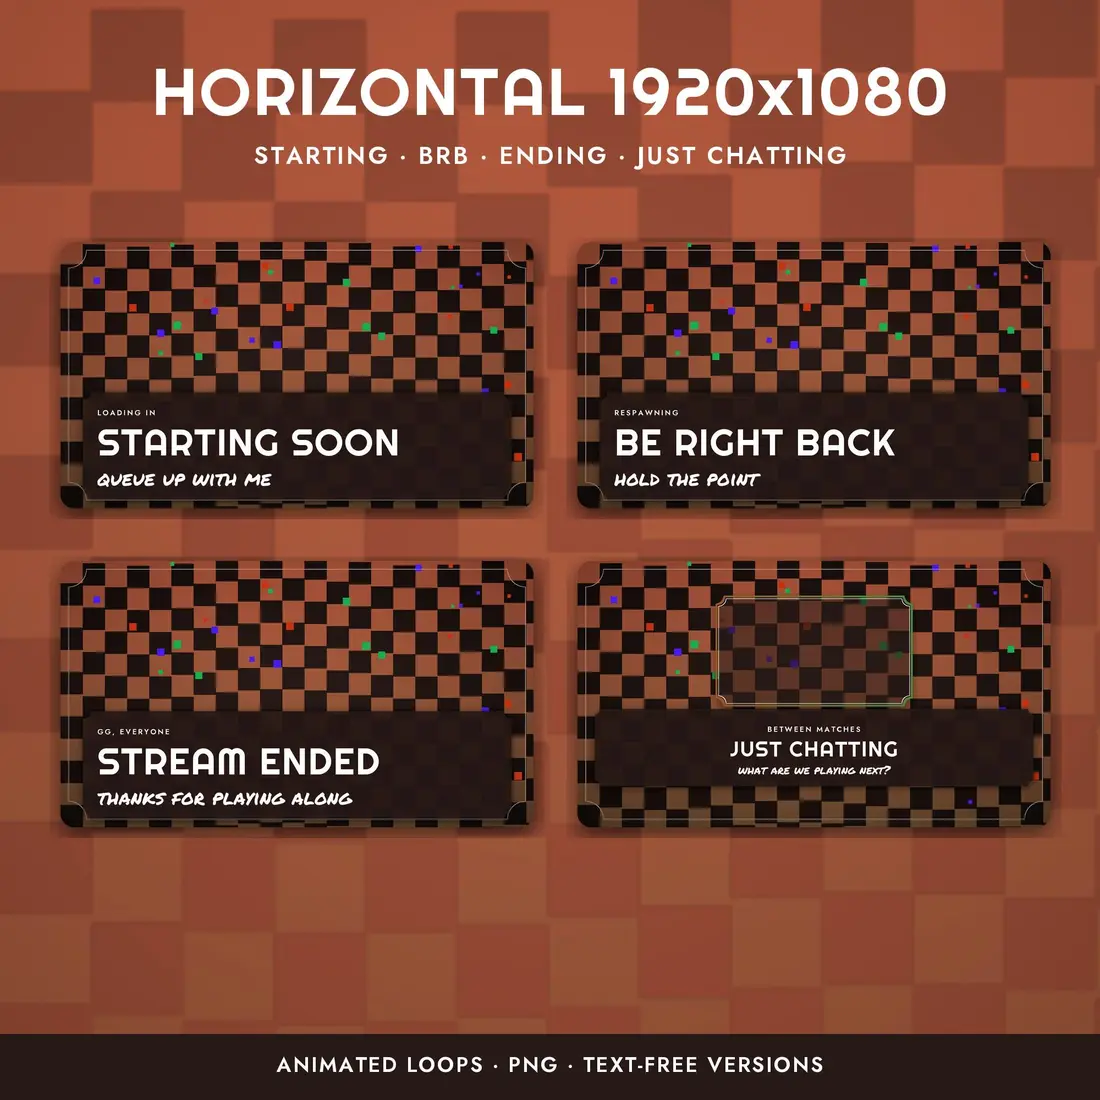 HORIZONTAL 1920x1080
STARTING · BRB · ENDING · JUST CHATTING
LOADING IN
STARTING SOON
QUEUE UP WITH ME
RESPAWNING
BE RIGHT BACK
HOLD THE POINT
GG, EVERYONE
STREAM ENDED
THANKS FOR PLAYING ALONG
BETWEEN MATCHES
JUST CHATTING
WHAT ARE WE PLAYING NEXT?
ANIMATED LOOPS · PNG · TEXT-FREE VERSIONS